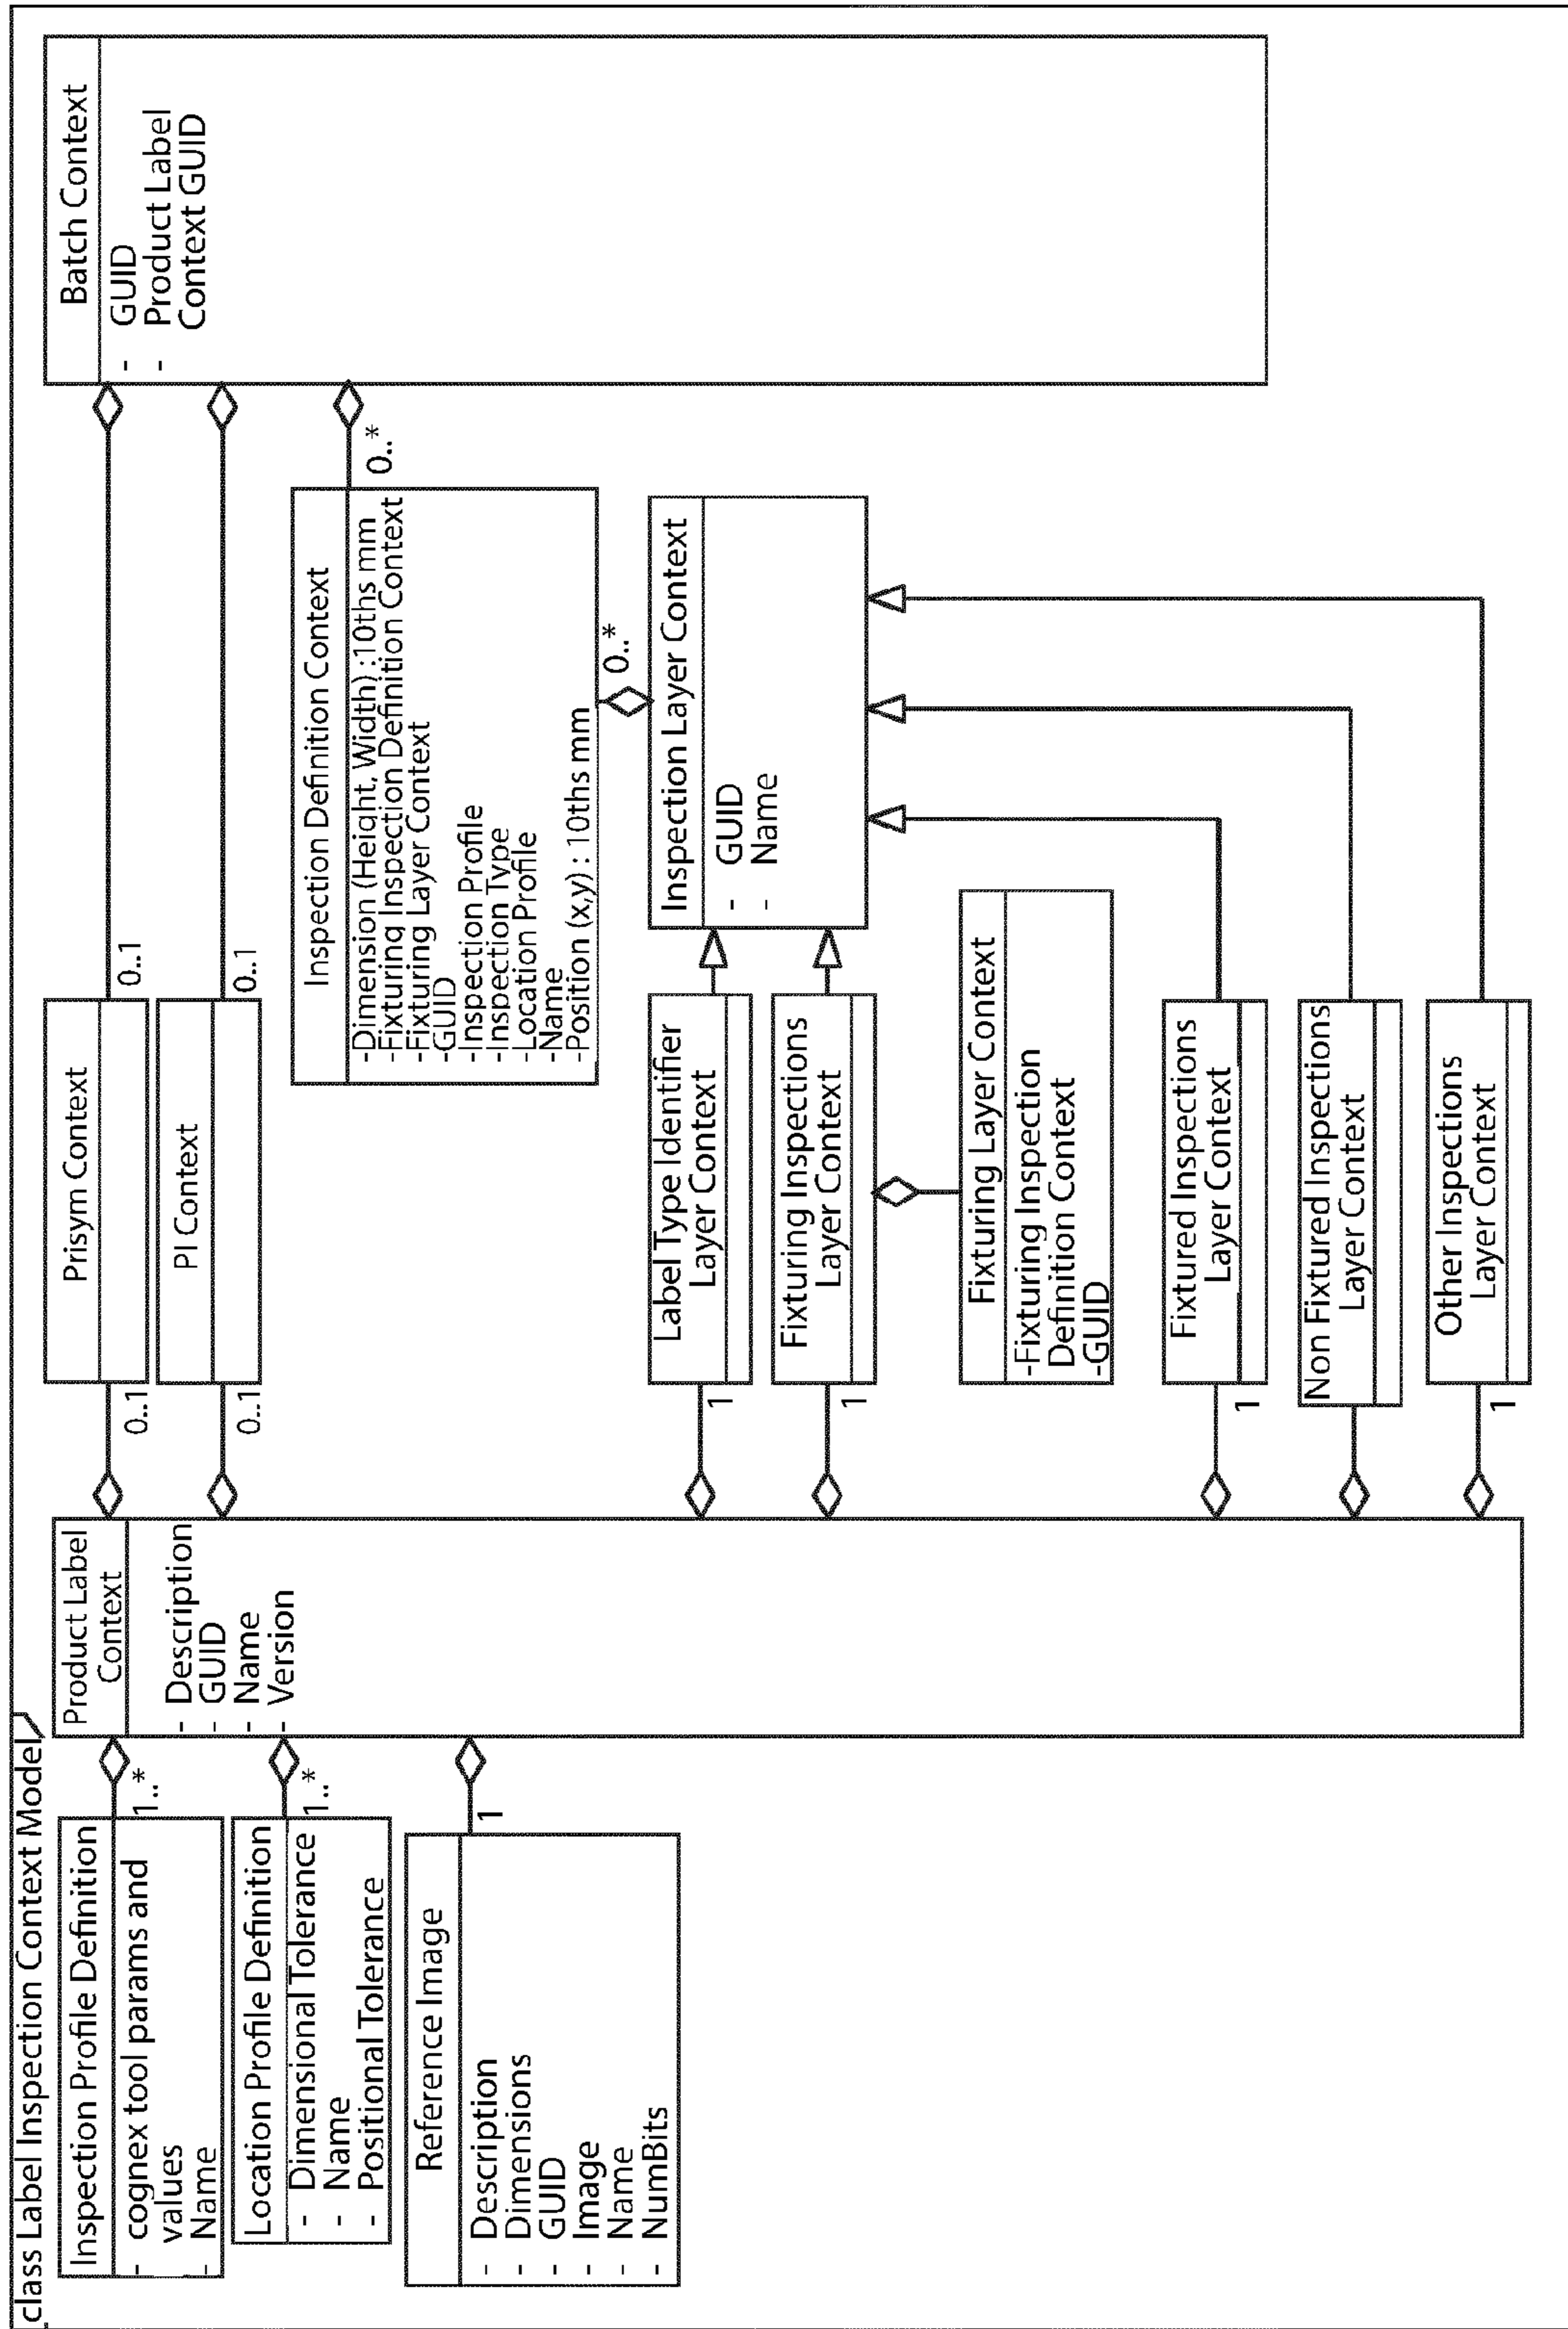 class Label Inspection Context Model
Inspection Profile Definition
- cognex tool params and
values
- Name
1..*
Location Profile Definition
- Dimensional Tolerance
- Name
- Positional Tolerance
1..*
Reference Image
- Description
- Dimensions
- GUID
- Image
- Name
- NumBits
1
Product Label
Context
- Description
- GUID
- Name
- Version
0..1
Prisym Context
0..1
0..1
PI Context
0..1
Inspection Definition Context
-Dimension (Height, Width) :10ths mm
-Fixturing Inspection Definition Context
-Fixturing Layer Context
-GUID
-Inspection Profile
-Inspection Type
-Location Profile
-Name
-Position (x,y) : 10ths mm
0..*
0..*
Inspection Layer Context
- GUID
- Name
Label Type Identifier
Layer Context
1
Fixturing Inspections
Layer Context
1
Fixturing Layer Context
-Fixturing Inspection
Definition Context
-GUID
Fixtured Inspections
Layer Context
1
Non Fixtured Inspections
Layer Context
Other Inspections
Layer Context
1
Batch Context
- GUID
- Product Label
Context GUID